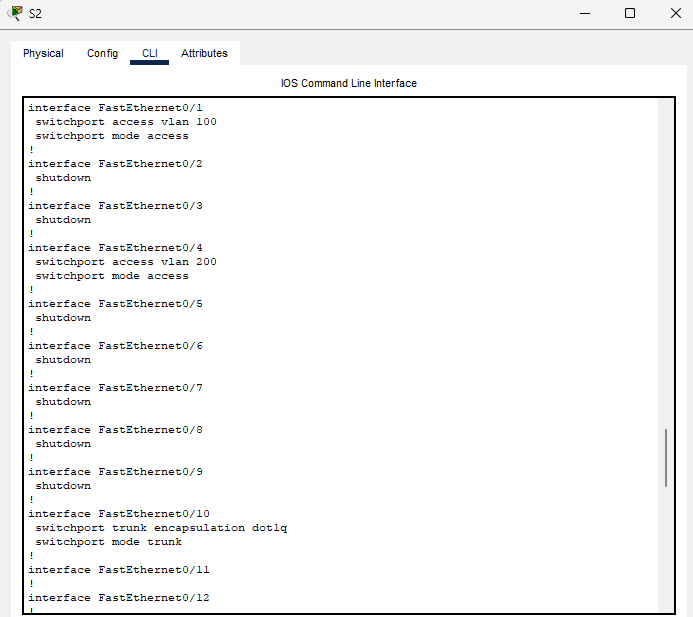 S2
Physical Config CLI Attributes
IOS Command Line Interface
interface FastEthernet0/1
switchport access vlan 100
switchport mode access
!
interface FastEthernet0/2
shutdown
!
interface FastEthernet0/3
shutdown
!
interface FastEthernet0/4
switchport access vlan 200
switchport mode access
!
interface FastEthernet0/5
shutdown
!
interface FastEthernet0/6
shutdown
!
interface FastEthernet0/7
shutdown
!
interface FastEthernet0/8
shutdown
!
interface FastEthernet0/9
shutdown
!
interface FastEthernet0/10
switchport trunk encapsulation dot1q
switchport mode trunk
!
interface FastEthernet0/11
!
interface FastEthernet0/12
!